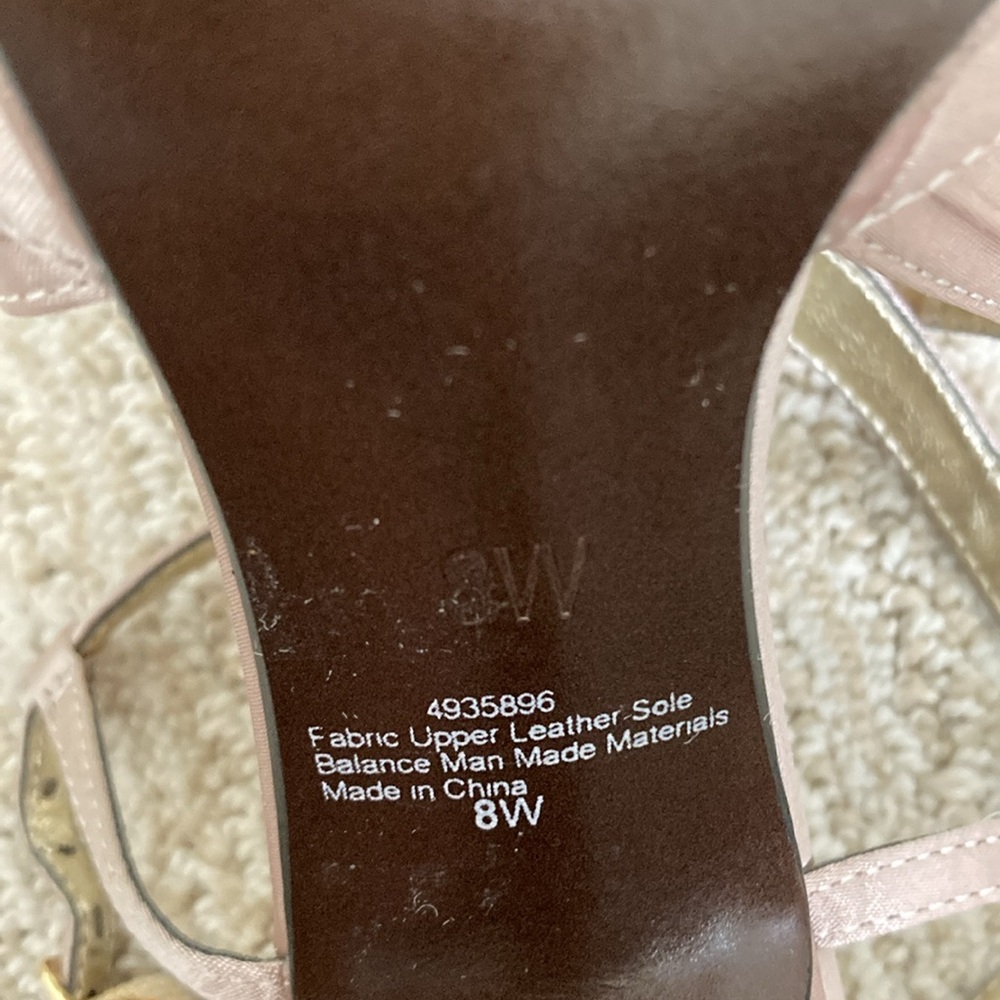 8W
4935896
Fabric Upper Leather Sole
Balance Man Made Materials
Made in China
8W